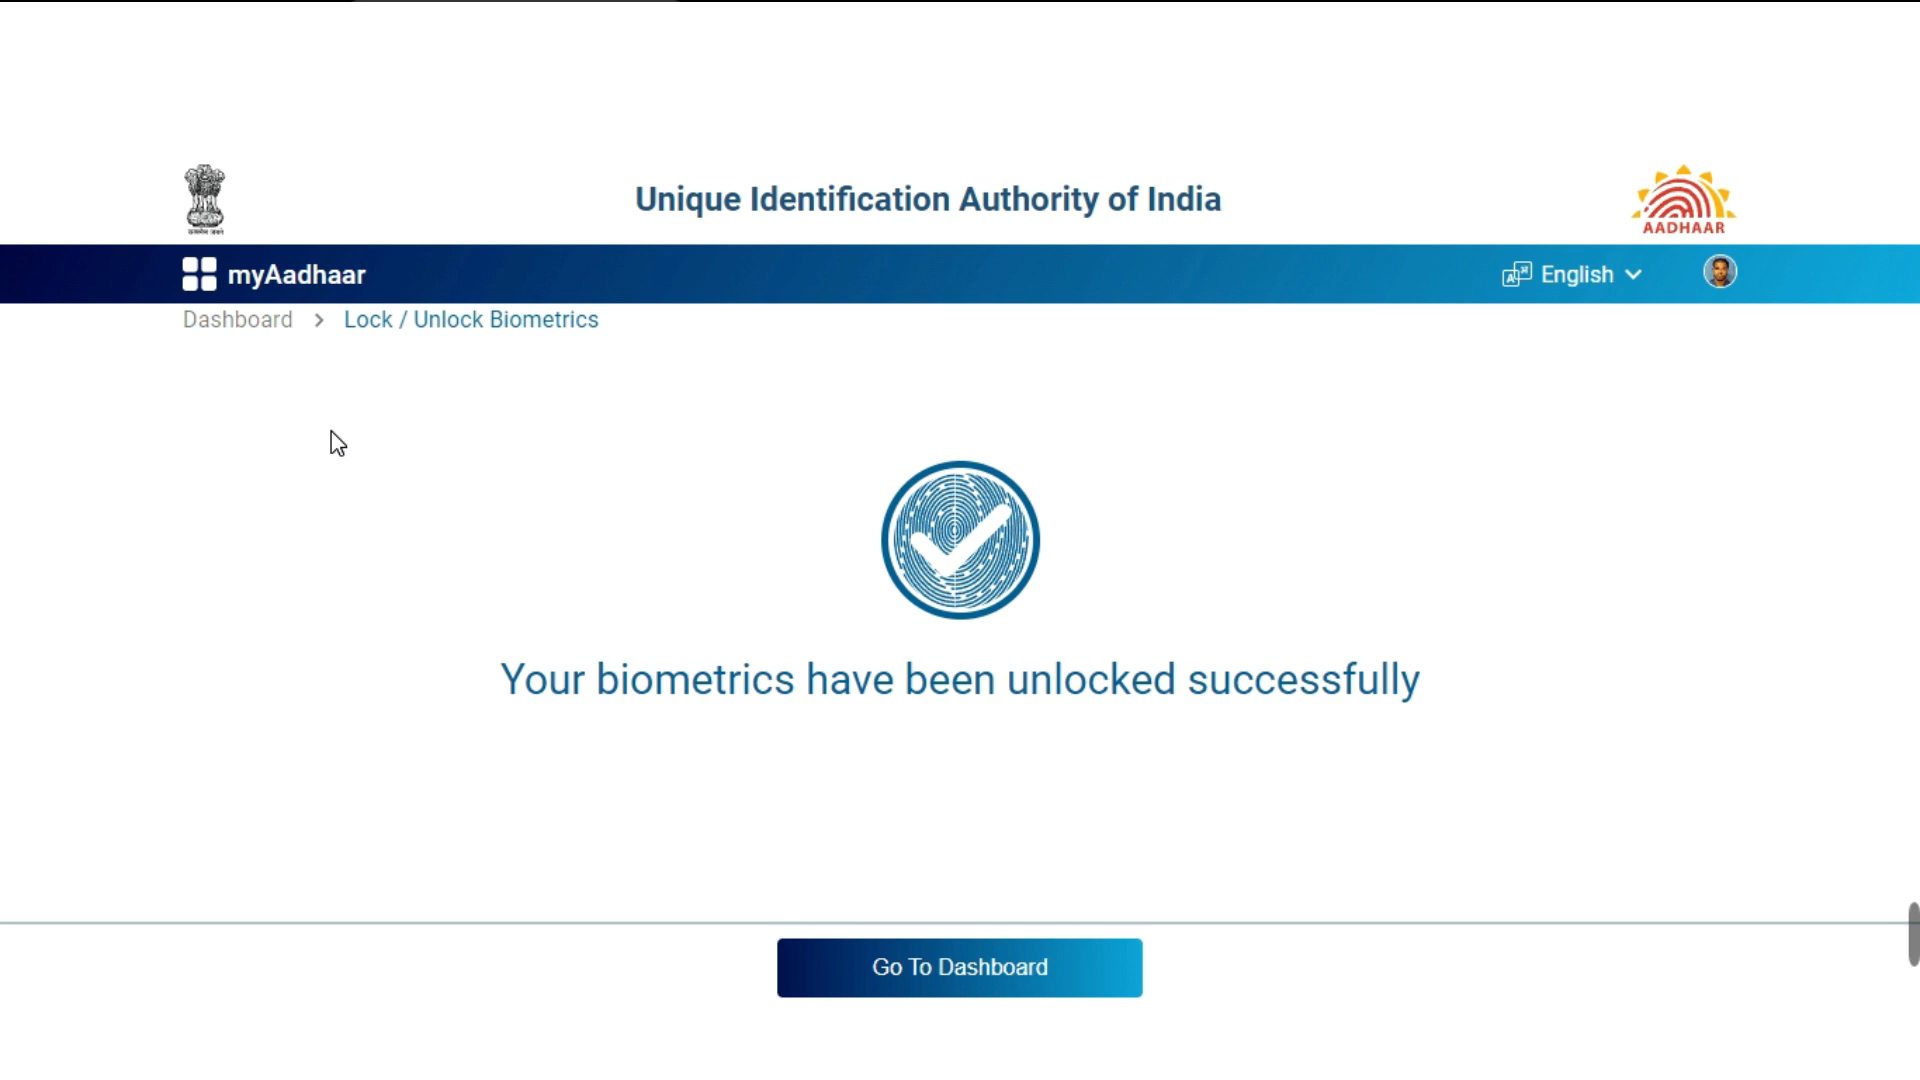 Unique Identification Authority of India
AADHAAR
myAadhaar
English
Dashboard > Lock / Unlock Biometrics
Your biometrics have been unlocked successfully
Go To Dashboard